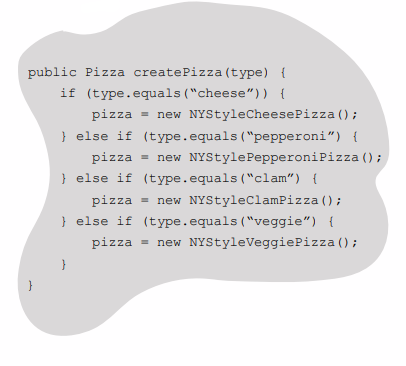 public Pizza createPizza(type) {
if (type.equals(“cheese”)) {
pizza = new NYStyleCheesePizza();
} else if (type.equals(“pepperoni”) {
pizza = new NYStylePepperoniPizza();
} else if (type.equals(“clam”) {
pizza = new NYStyleClamPizza();
} else if (type.equals(“veggie”) {
pizza = new NYStyleVeggiePizza();
}
}